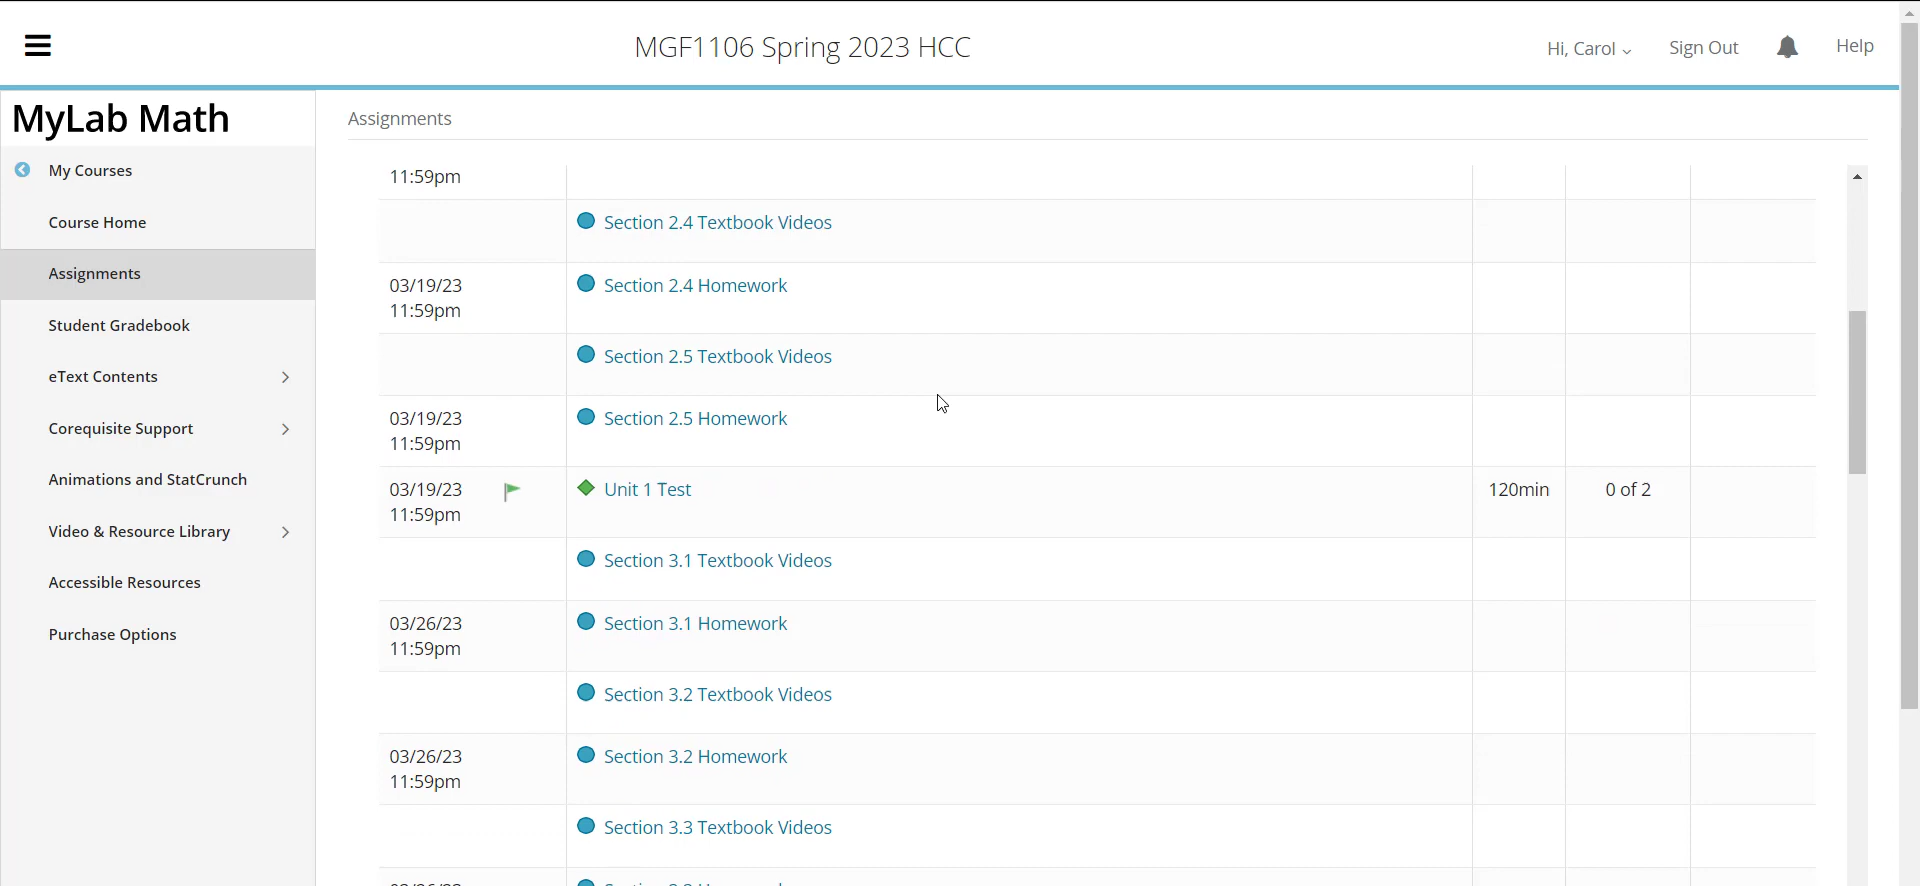 MGF1106 Spring 2023 HCC
Hi, Carol
Sign Out
Help
MyLab Math
My Courses
Course Home
Assignments
Student Gradebook
eText Contents
Corequisite Support
Animations and StatCrunch
Video & Resource Library
Accessible Resources
Purchase Options
Assignments
11:59pm
Section 2.4 Textbook Videos
03/19/23 Section 2.4 Homework
11:59pm
Section 2.5 Textbook Videos
03/19/23 Section 2.5 Homework
11:59pm
03/19/23 Unit 1 Test 120min 0 of 2
11:59pm
Section 3.1 Textbook Videos
03/26/23 Section 3.1 Homework
11:59pm
Section 3.2 Textbook Videos
03/26/23 Section 3.2 Homework
11:59pm
Section 3.3 Textbook Videos